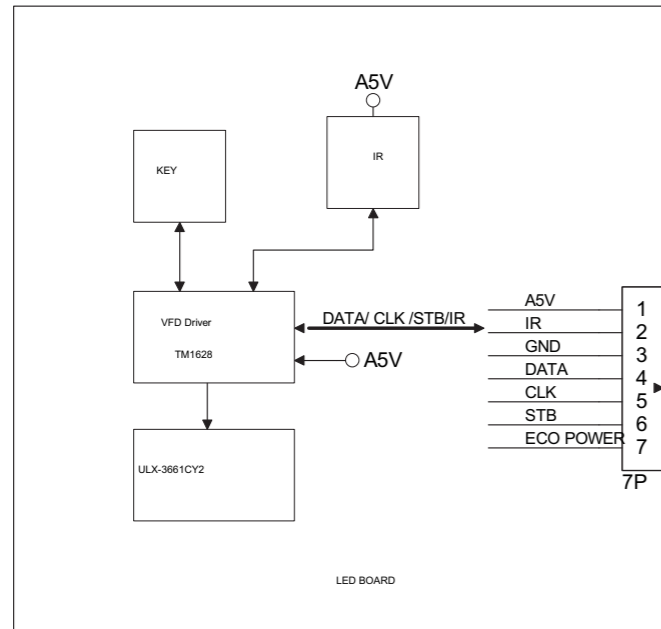 A5V
KEY
IR
VFD Driver
TM1628
DATA/ CLK /STB/IR
A5V
ULX-3661CY2
A5V 1
IR 2
GND 3
DATA 4
CLK 5
STB 6
ECO POWER 7
7P
LED BOARD